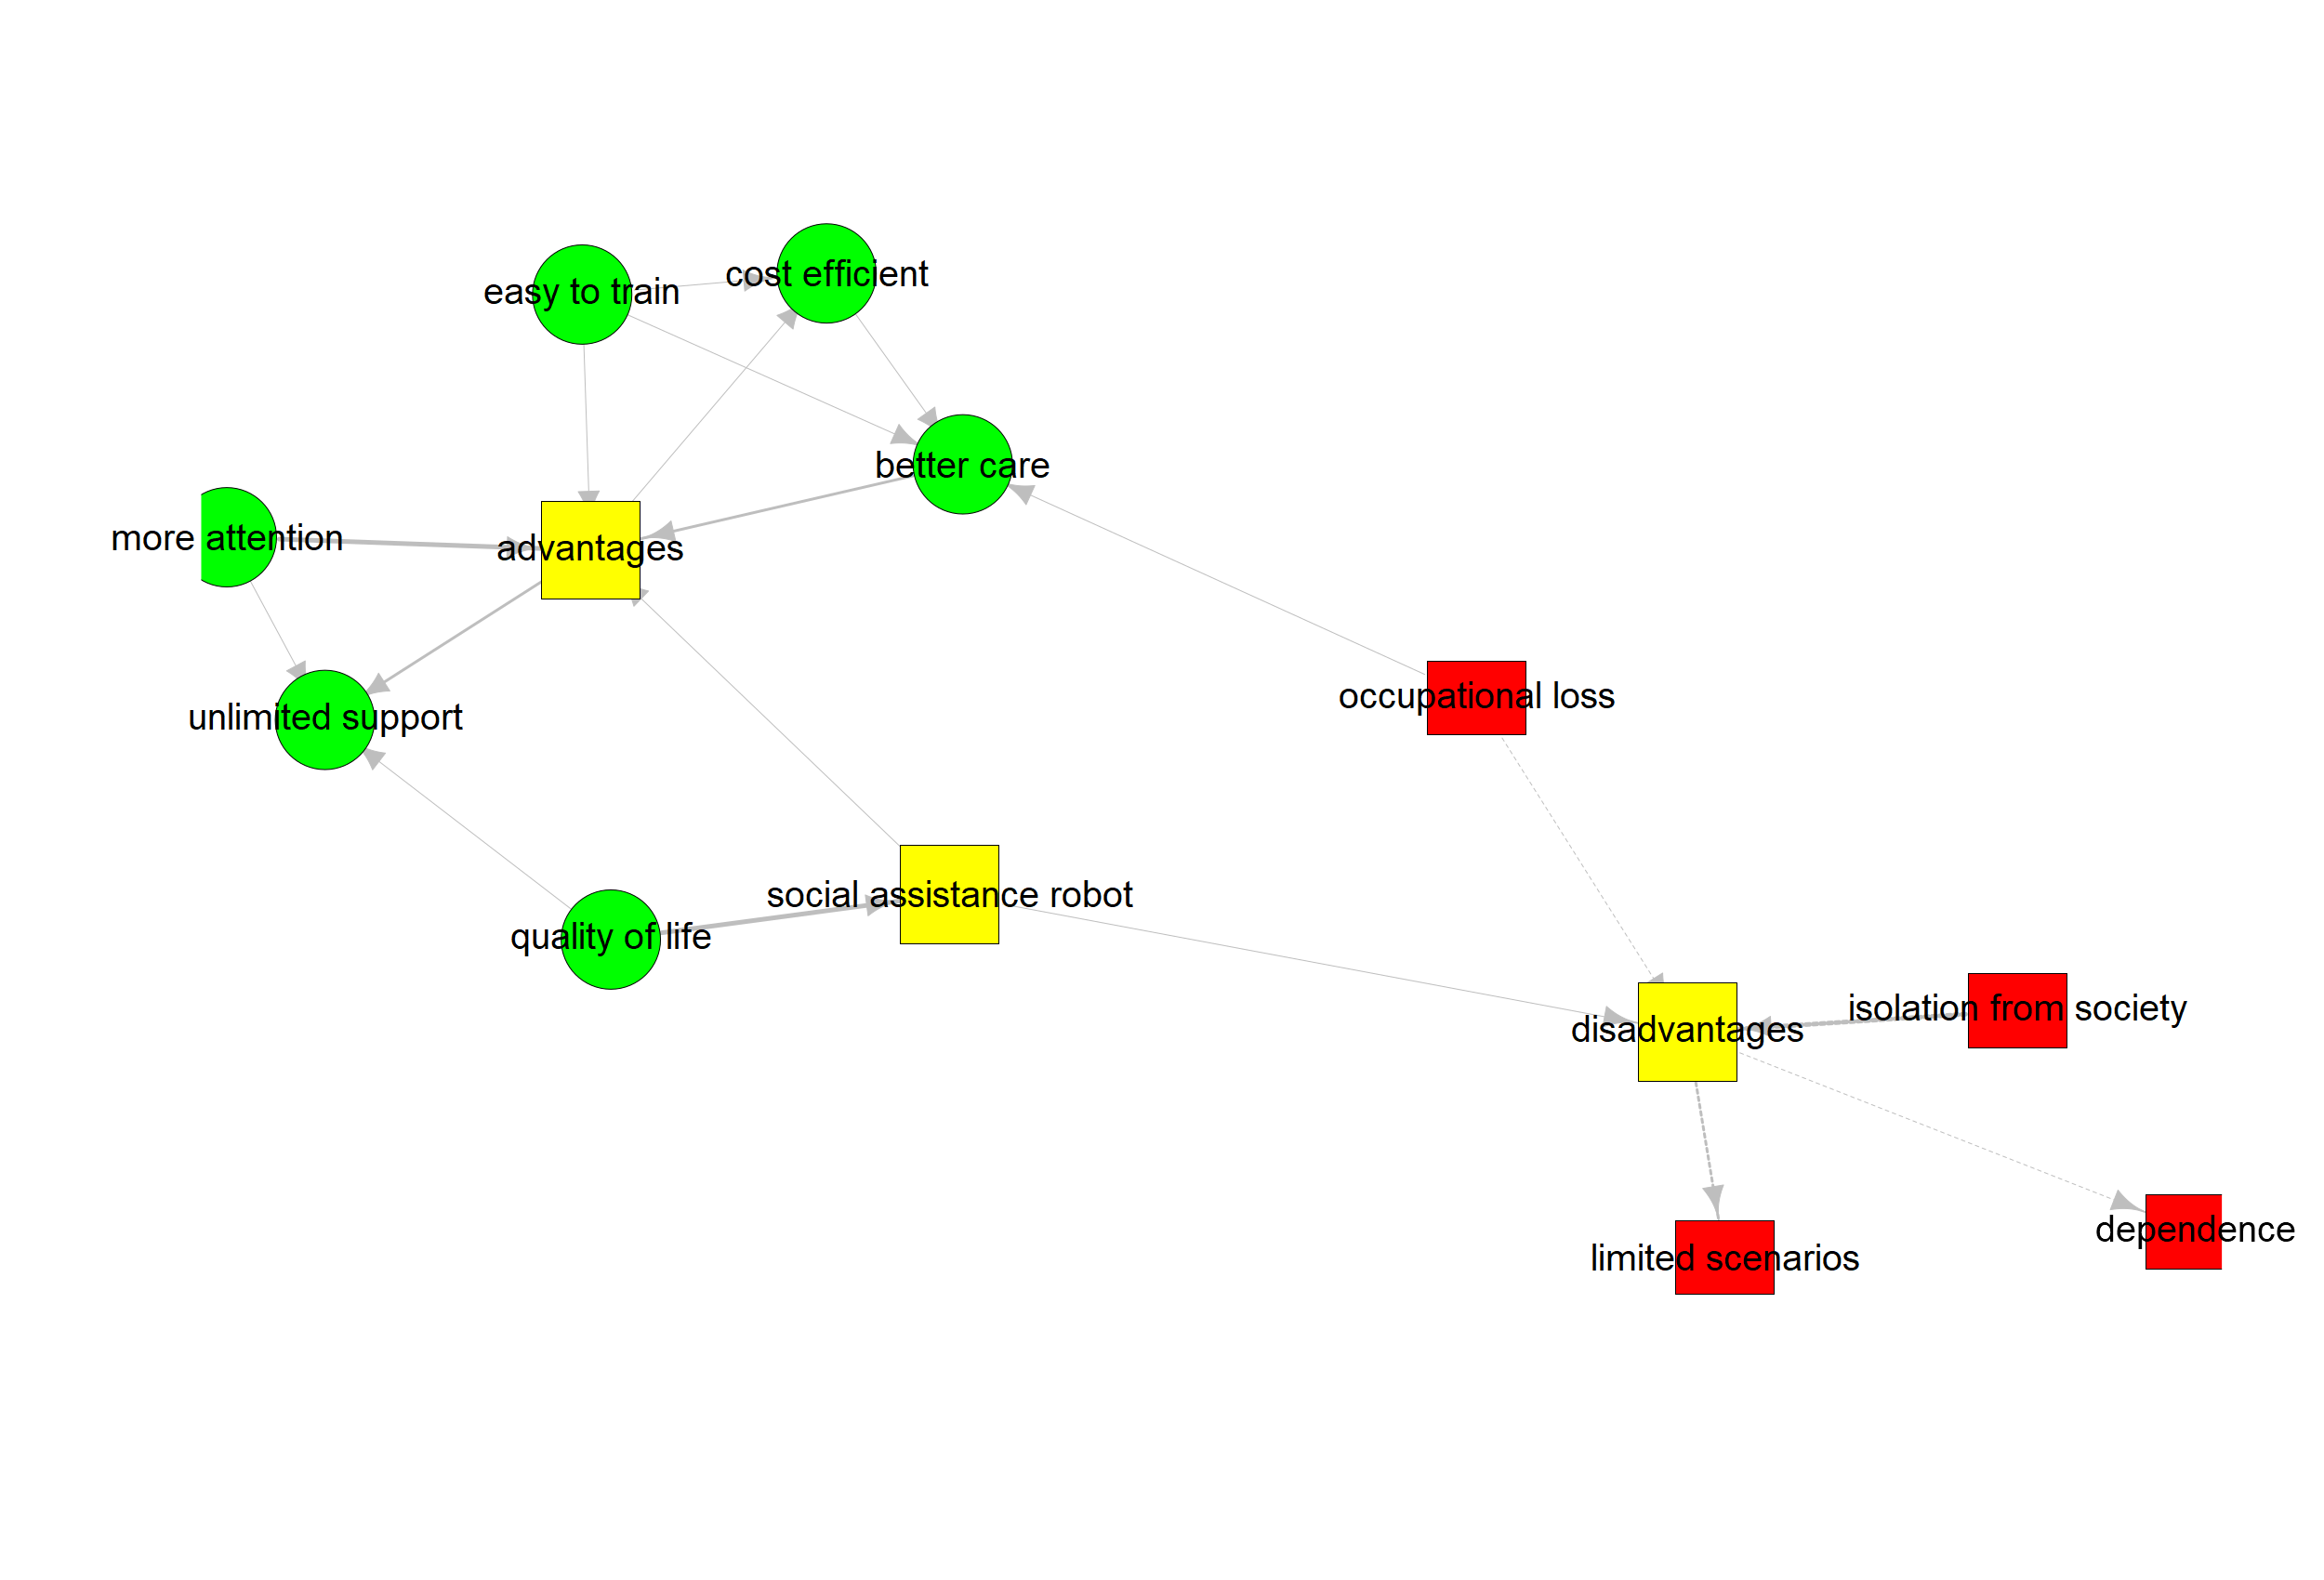 cost efficient
easy to train
better care
more attention
advantages
occupational loss
unlimited support
social assistance robot
quality of life
isolation from society
disadvantages
dependence
limited scenarios